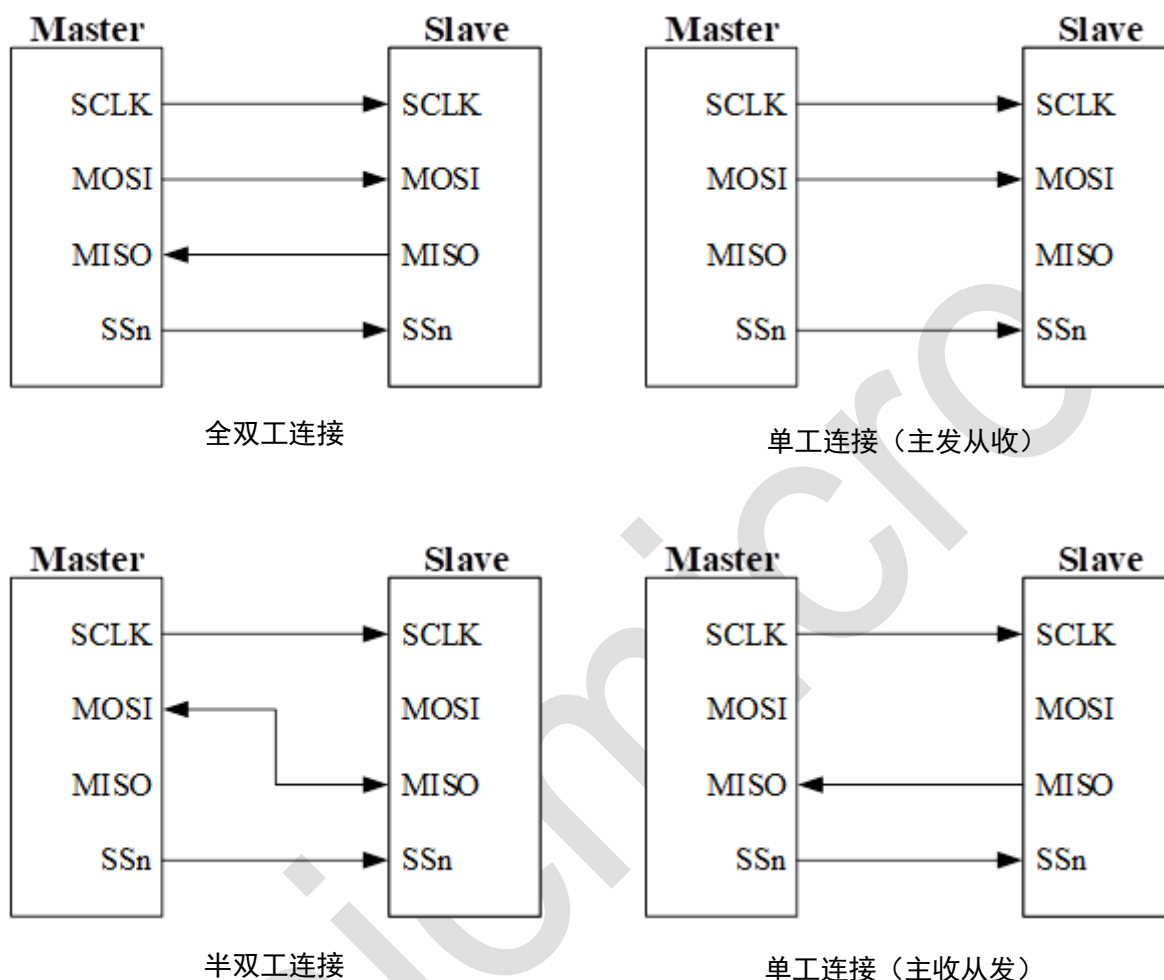 Master Slave Master Slave
SCLK SCLK SCLK SCLK
MOSI MOSI MOSI MOSI
MISO MISO MISO MISO
SSn SSn SSn SSn
全双工连接 单工连接（主发从收）
Master Slave Master Slave
SCLK SCLK SCLK SCLK
MOSI MOSI MOSI MOSI
MISO MISO MISO MISO
SSn SSn SSn SSn
半双工连接 单工连接（主收从发）